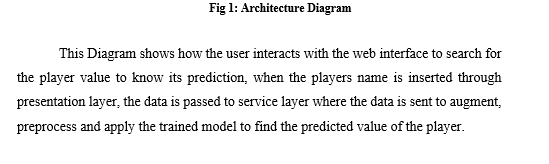 Fig 1: Architecture Diagram
This Diagram shows how the user interacts with the web interface to search for
the player value to know its prediction, when the players name is inserted through
presentation layer, the data is passed to service layer where the data is sent to augment,
preprocess and apply the trained model to find the predicted value of the player.